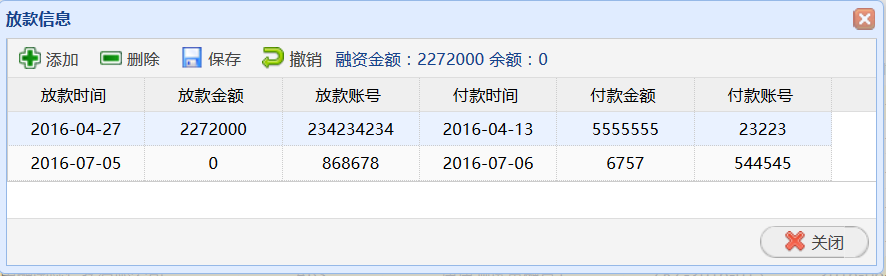 放款信息
添加 删除 保存 撤销 融资金额：2272000 余额：0
放款时间 放款金额 放款账号 付款时间 付款金额 付款账号
2016-04-27 2272000 234234234 2016-04-13 5555555 23223
2016-07-05 0 868678 2016-07-06 6757 544545
关闭